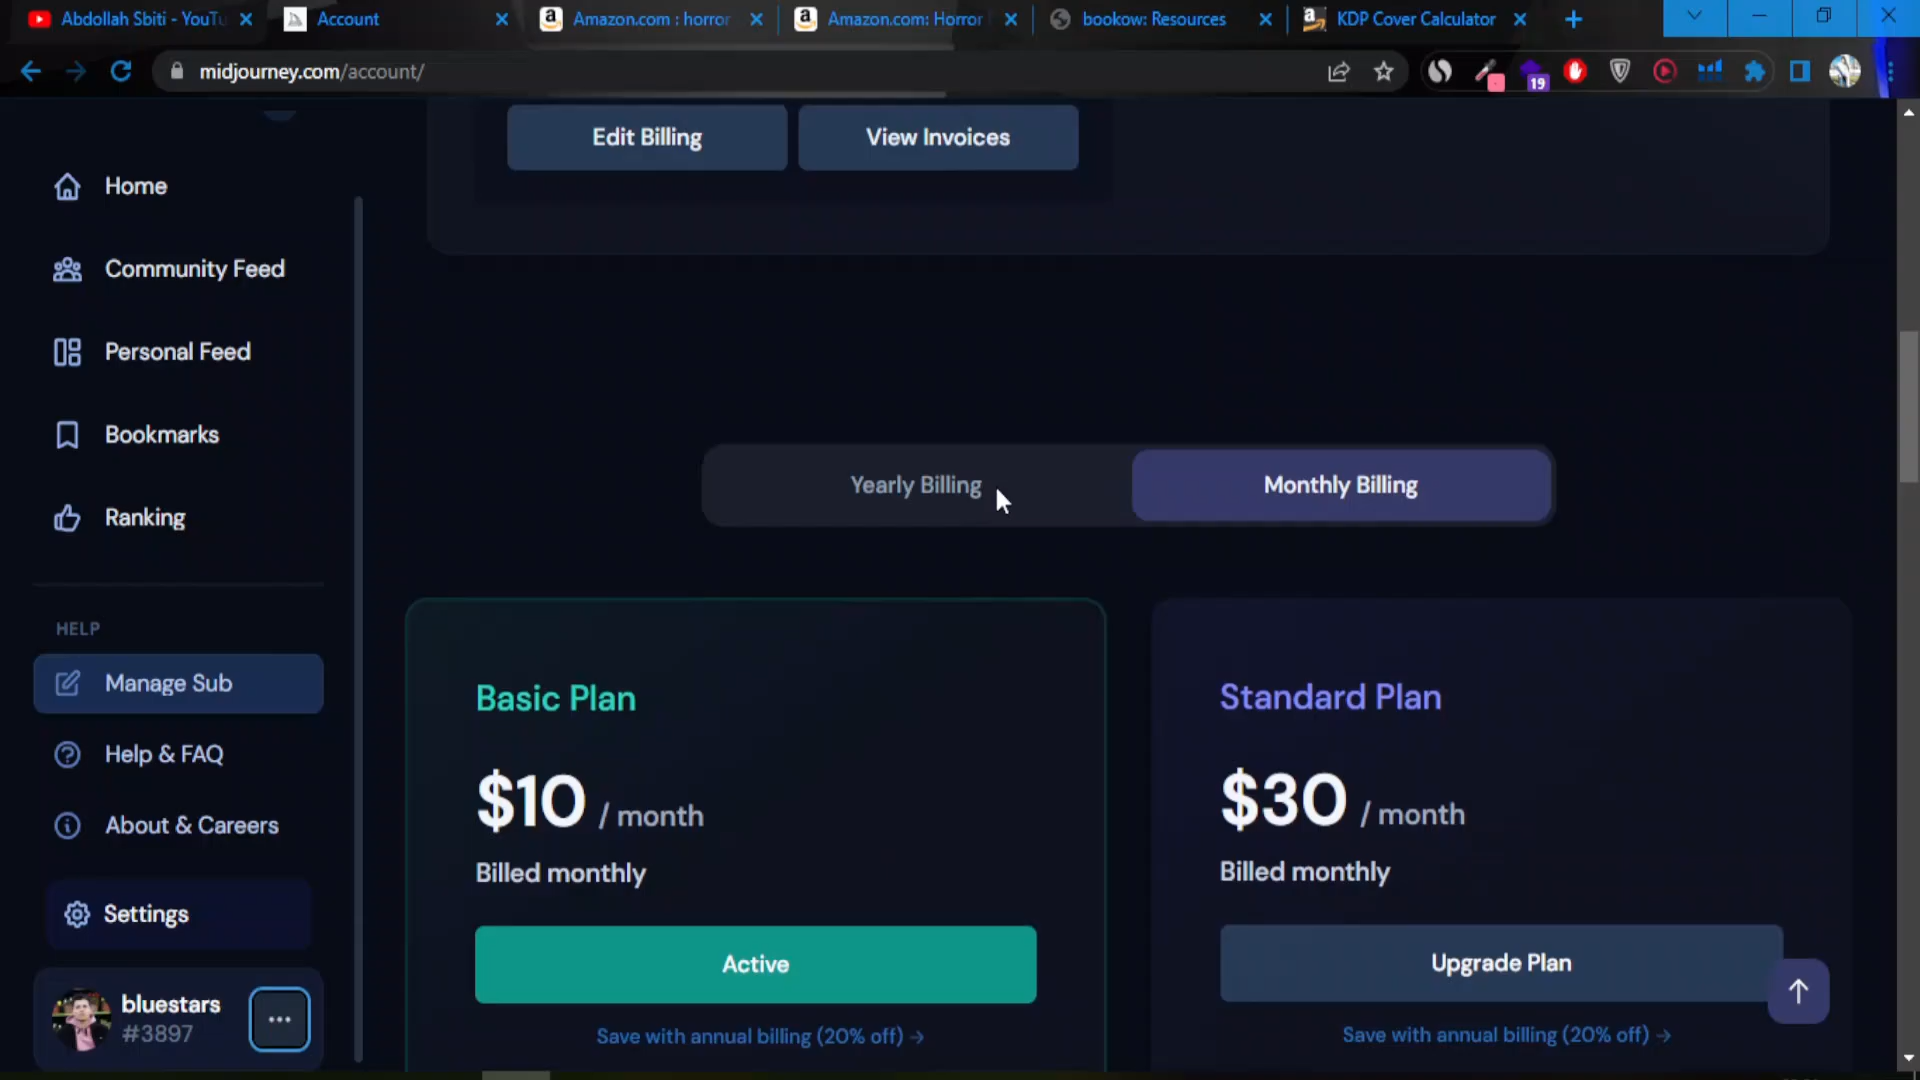 Abdollah Sbiti - YouTu
Account
Amazon.com : horror
Amazon.com: Horror
bookow: Resources
KDP Cover Calculator
midjourney.com/account/
19
Edit Billing
View Invoices
Home
Community Feed
Personal Feed
Bookmarks
Ranking
HELP
Manage Sub
Help & FAQ
About & Careers
Settings
bluestars
#3897
Yearly Billing
Monthly Billing
Basic Plan
$10 / month
Billed monthly
Active
Save with annual billing (20% off) →
Standard Plan
$30 / month
Billed monthly
Upgrade Plan
Save with annual billing (20% off) →